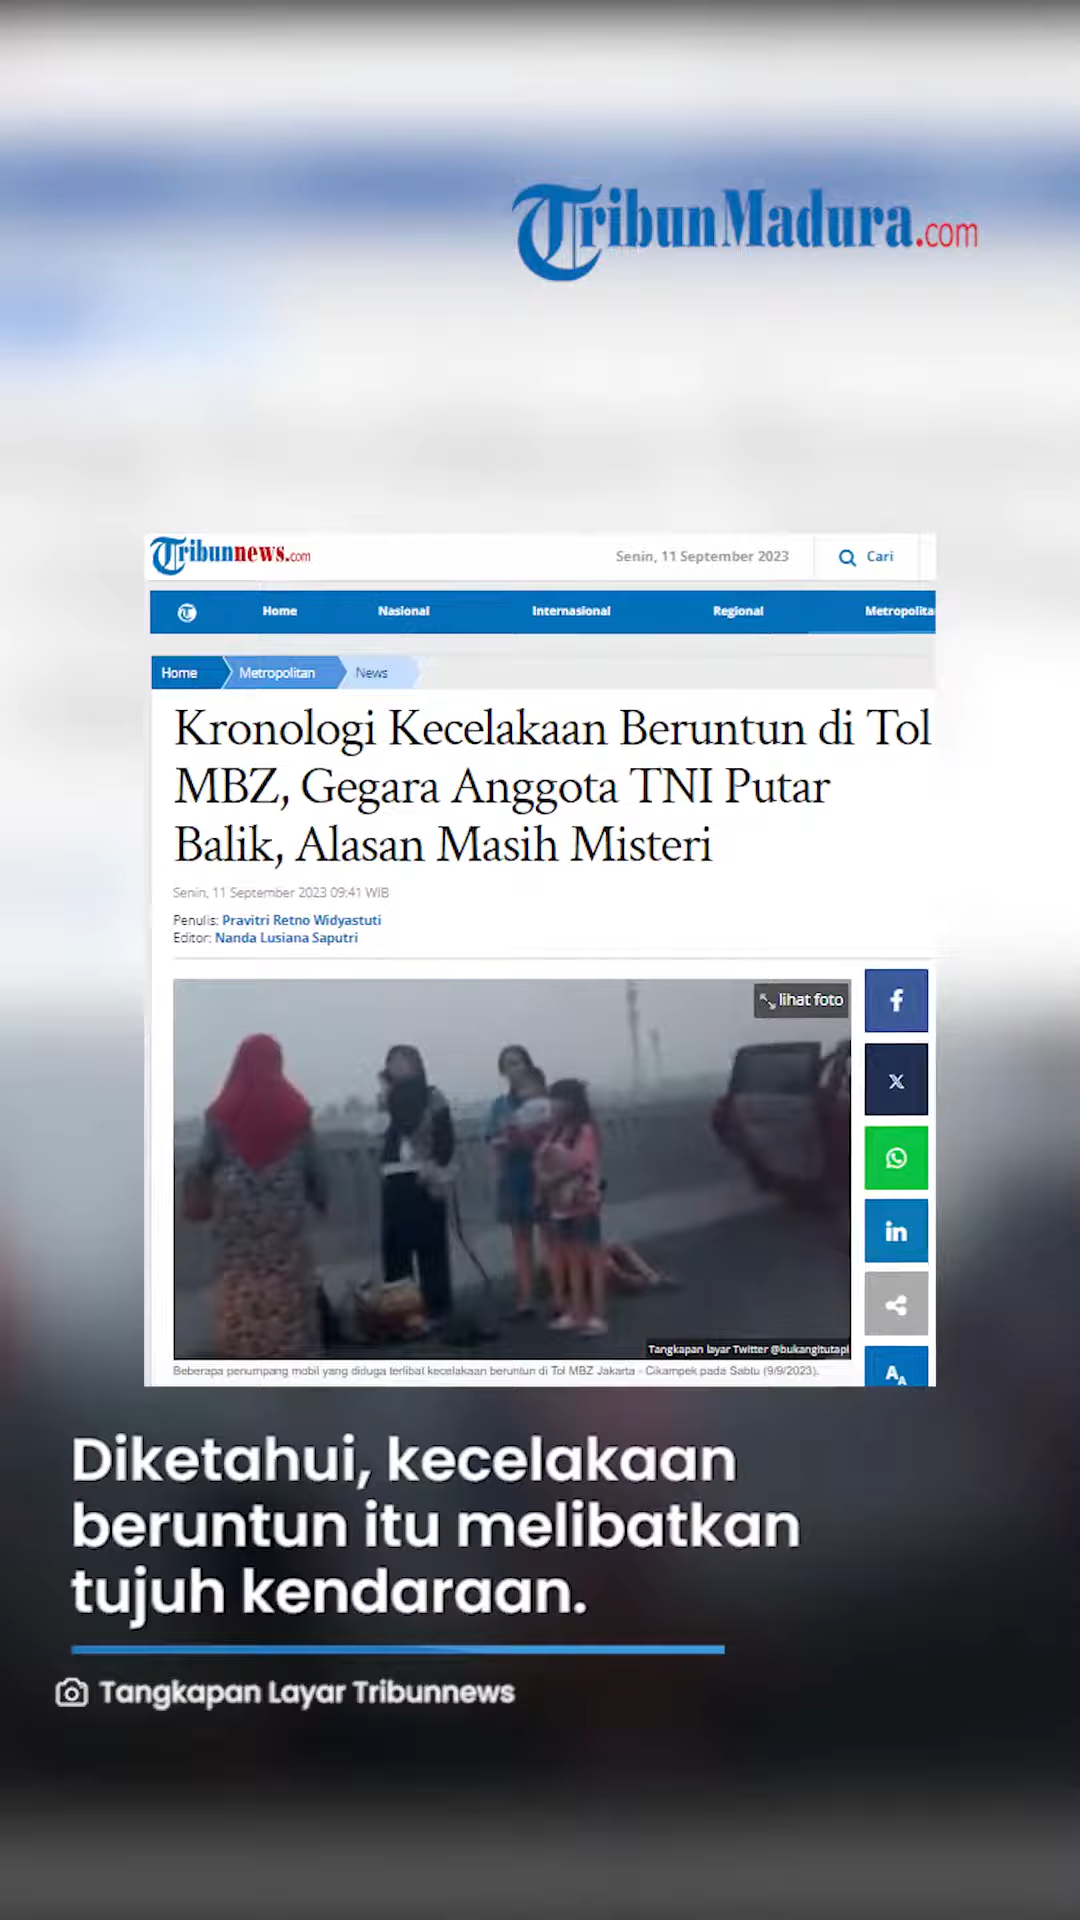 TribunMadura.com
Tribunnews.com
Senin, 11 September 2023
Cari
Home
Nasional
Internasional
Regional
Metropolita
Home
Metropolitan
News
Kronologi Kecelakaan Beruntun di Tol
MBZ, Gegara Anggota TNI Putar
Balik, Alasan Masih Misteri
Senin, 11 September 2023 09:41 WIB
Penulis: Pravitri Retno Widyastuti
Editor: Nanda Lusiana Saputri
lihat foto
Tangkapan layar Twitter @bukangitutapi
Beberapa penumpang mobil yang diduga terlibat kecelakaan beruntun di Tol MBZ Jakarta - Cikampek pada Sabtu (9/9/2023).
AA
Diketahui, kecelakaan
beruntun itu melibatkan
tujuh kendaraan.
Tangkapan Layar Tribunnews